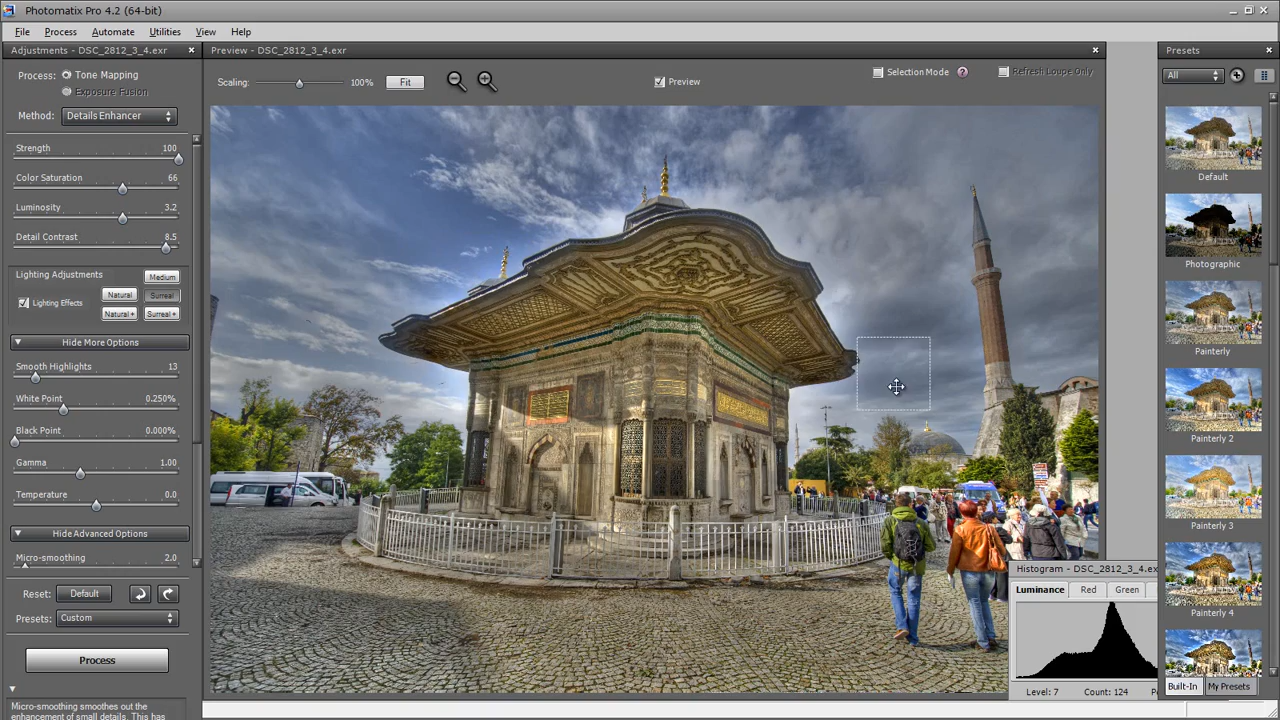 Photomatix Pro 4.2 (64-bit)
File Process Automate Utilities View Help
Adjustments - DSC_2812_3_4.exr
Process: Tone Mapping
Exposure Fusion
Method: Details Enhancer
Strength 100
Color Saturation 66
Luminosity 3.2
Detail Contrast 8.5
Lighting Adjustments Medium
Lighting Effects Natural Surreal
Natural + Surreal +
Hide More Options
Smooth Highlights 13
White Point 0.250%
Black Point 0.000%
Gamma 1.00
Temperature 0.0
Hide Advanced Options
Micro-smoothing 2.0
Reset: Default
Presets: Custom
Process
Micro-smoothing smoothes out the
enhancement of small details. This has
Preview - DSC_2812_3_4.exr
Scaling: 100% Fit Preview Selection Mode ? Refresh Loupe Only
Histogram - DSC_2812_3_4.ex
Luminance Red Green
Level: 7 Count: 124
Presets
All
Default
Photographic
Painterly
Painterly 2
Painterly 3
Painterly 4
Built-In My Presets